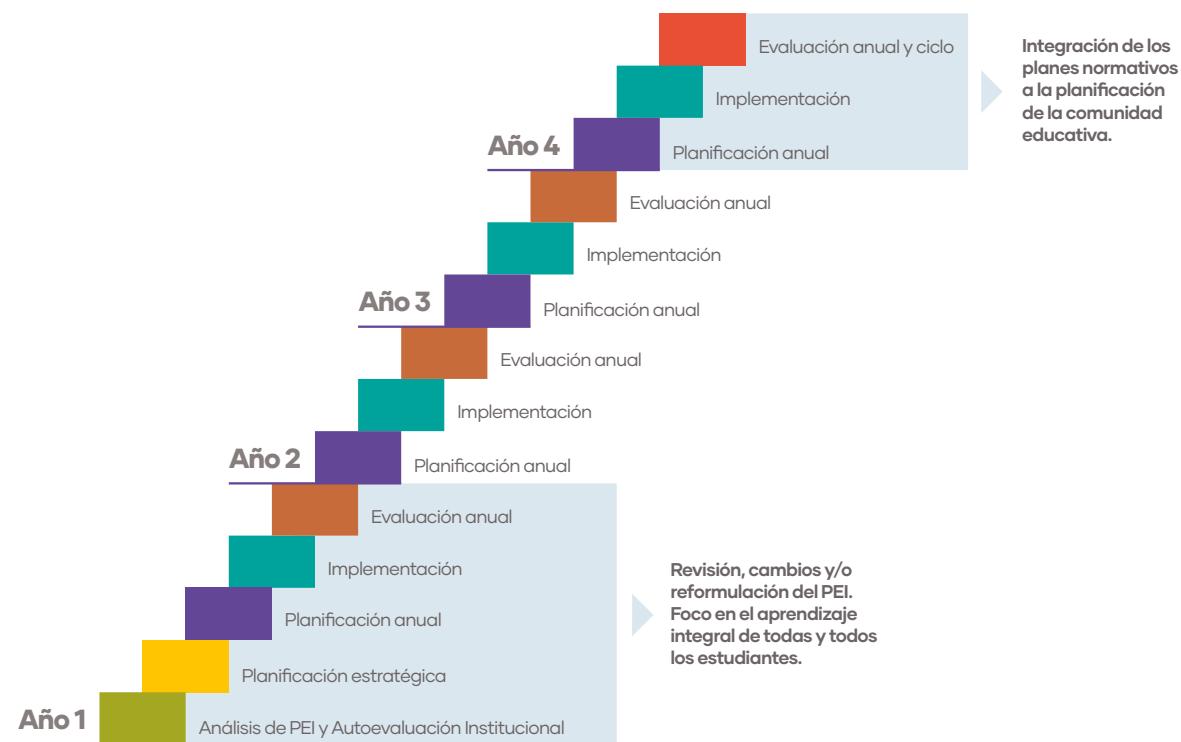 Evaluación anual y ciclo
Implementación
Año 4
Planificación anual
Integración de los
planes normativos
a la planificación
de la comunidad
educativa.
Evaluación anual
Implementación
Año 3
Planificación anual
Evaluación anual
Implementación
Año 2
Planificación anual
Evaluación anual
Implementación
Planificación anual
Planificación estratégica
Año 1
Análisis de PEI y Autoevaluación Institucional
Revisión, cambios y/o
reformulación del PEI.
Foco en el aprendizaje
integral de todas y todos
los estudiantes.